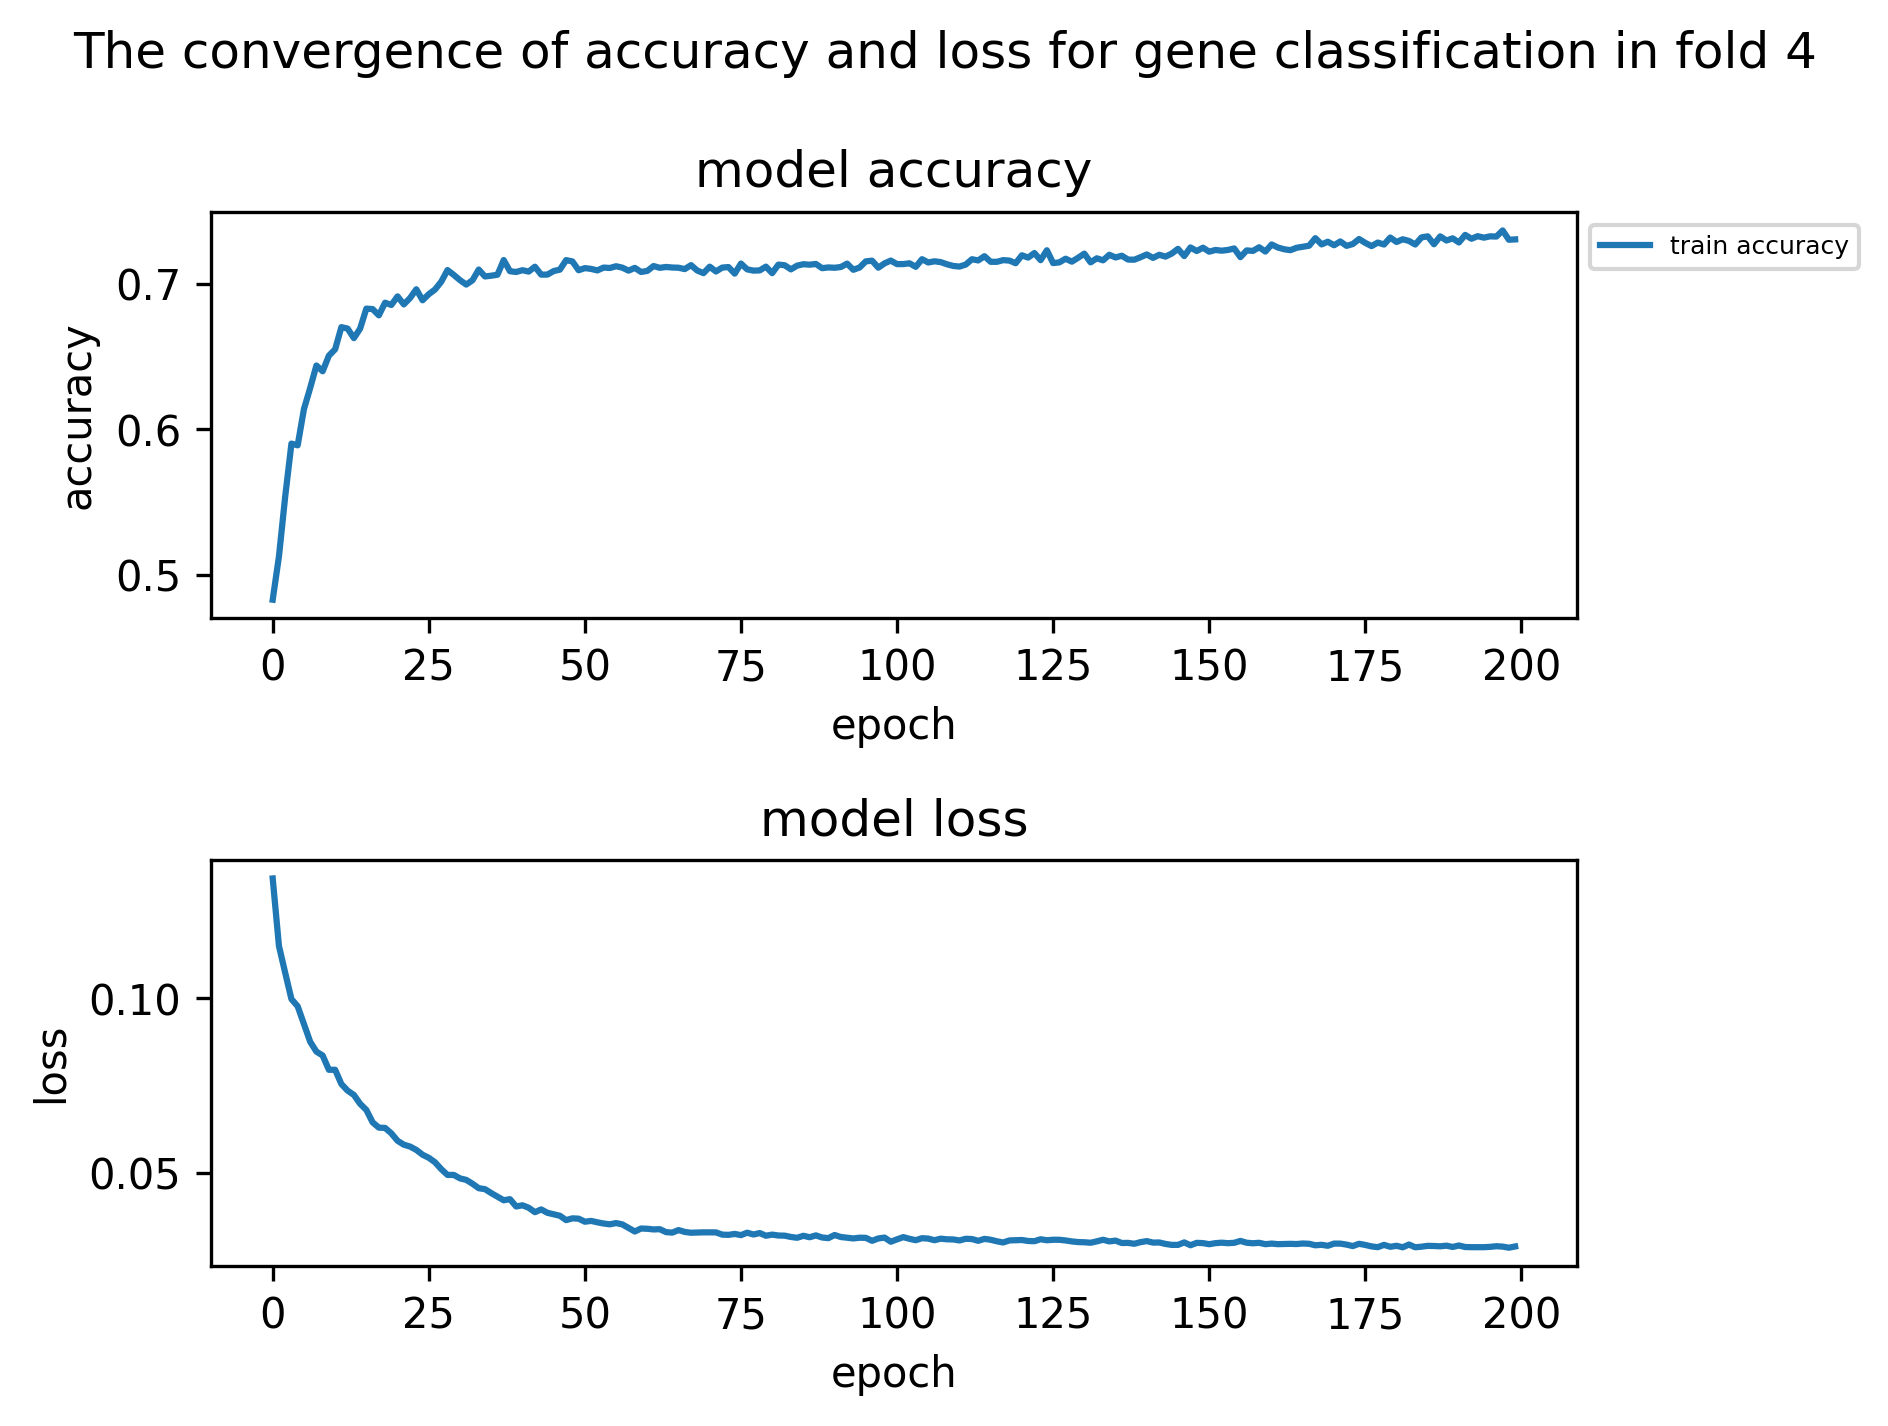 The convergence of accuracy and loss for gene classification in fold 4
model accuracy
train accuracy
accuracy
0.7
0.6
0.5
0 25 50 75 100 125 150 175 200
epoch
model loss
loss
0.10
0.05
0 25 50 75 100 125 150 175 200
epoch